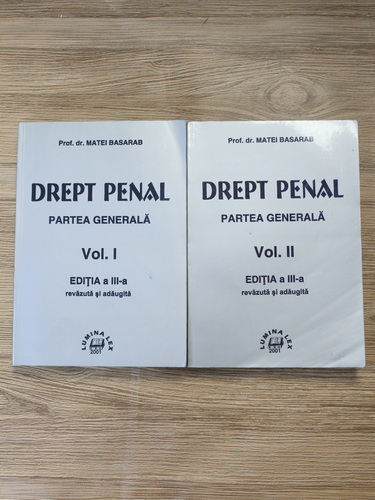 Prof. dr. MATEI BASARAB
DREPT PENAL
PARTEA GENERALĂ
Vol. I
EDIȚIA a III-a
revăzută și adăugită
LUMINA LEX
2001
Prof. dr. MATEI BASARAB
DREPT PENAL
PARTEA GENERALĂ
Vol. II
EDIȚIA a III-a
revăzută și adăugită
LUMINA LEX
2001